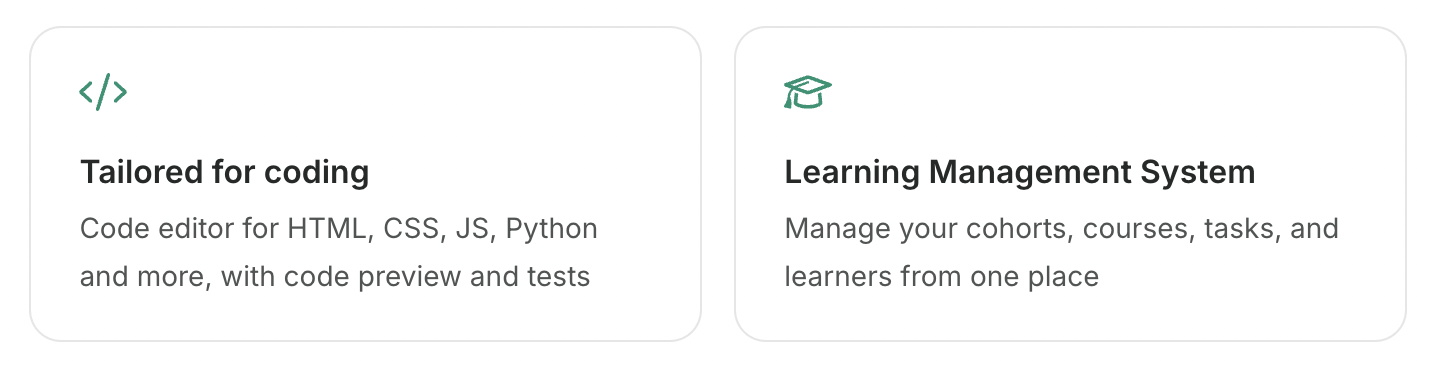 Tailored for coding
Code editor for HTML, CSS, JS, Python
and more, with code preview and tests
Learning Management System
Manage your cohorts, courses, tasks, and
learners from one place